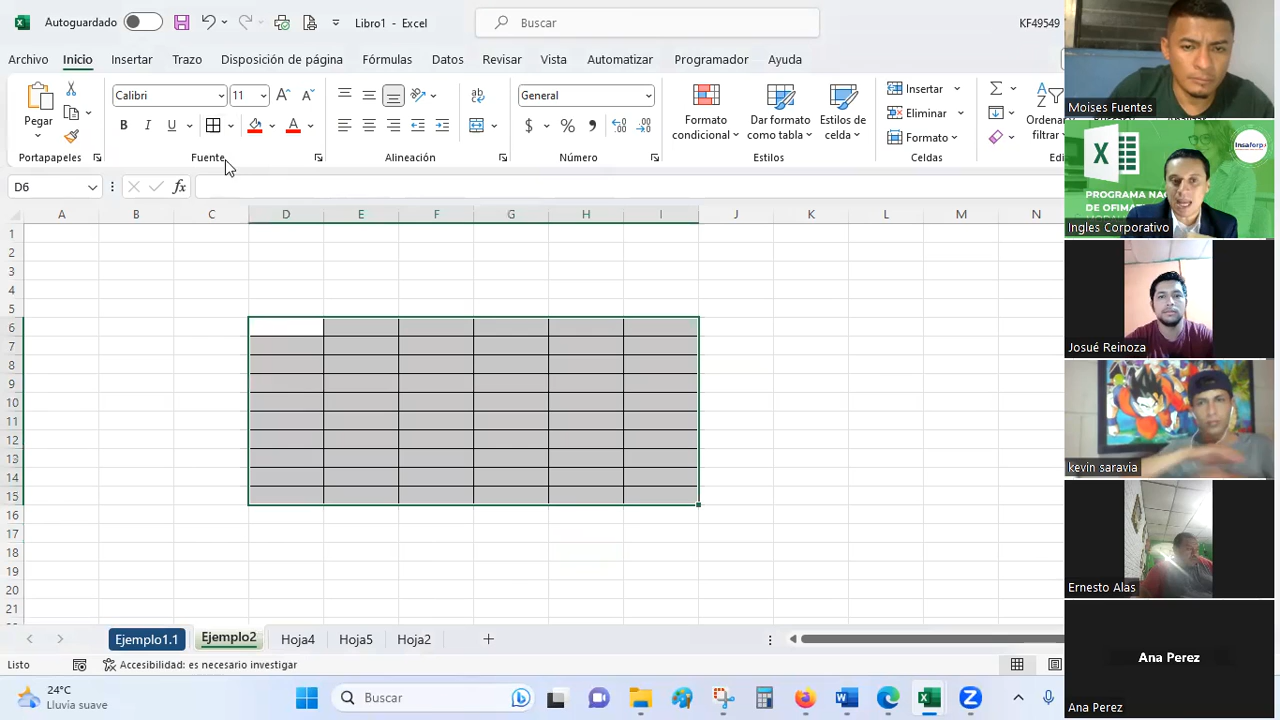 Autoguardado
Libro1 - Excel
Buscar
KF49549
Archivo Inicio Insertar Trazo Disposición de página Fórmulas Datos Revisar Vista Automatizar Programador Ayuda
Pegar
Calibri 11
General
Formato condicional
Dar formato como tabla
Estilos de celda
Insertar
Eliminar
Formato
Ordenar
filtrar
Portapapeles Fuente Alineación Número Estilos Celdas Edi
D6
fx
A B C D E F G H I J K L M N
1
2
3
4
5
6
7
8
9
10
11
12
13
14
15
16
17
18
19
20
21
Ejemplo1.1 Ejemplo2 Hoja4 Hoja5 Hoja2
Listo
Accesibilidad: es necesario investigar
24°C
Lluvia suave
Buscar
Moises Fuentes
Insaforp
PROGRAMA NAC
DE OFIMAT
Ingles Corporativo
Josué Reinoza
kevin saravia
Ernesto Alas
Ana Perez
Ana Perez